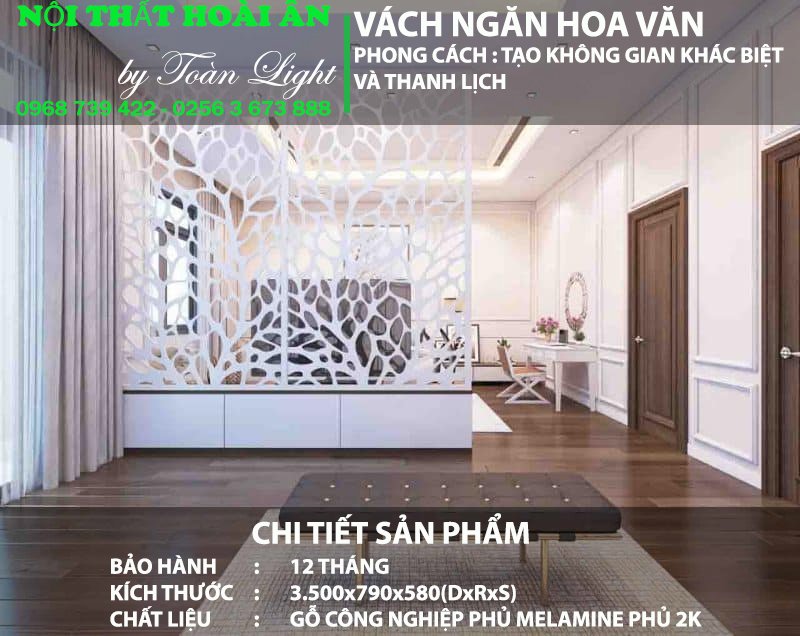 NỘI THẤT HOÀI ÂN
by Toàn Light
0968 739 422 - 0256 3 673 888
VÁCH NGĂN HOA VĂN
PHONG CÁCH : TẠO KHÔNG GIAN KHÁC BIỆT
VÀ THANH LỊCH
CHI TIẾT SẢN PHẨM
BẢO HÀNH : 12 THÁNG
KÍCH THƯỚC : 3.500x790x580(DxRxS)
CHẤT LIỆU : GỖ CÔNG NGHIỆP PHỦ MELAMINE PHỦ 2K